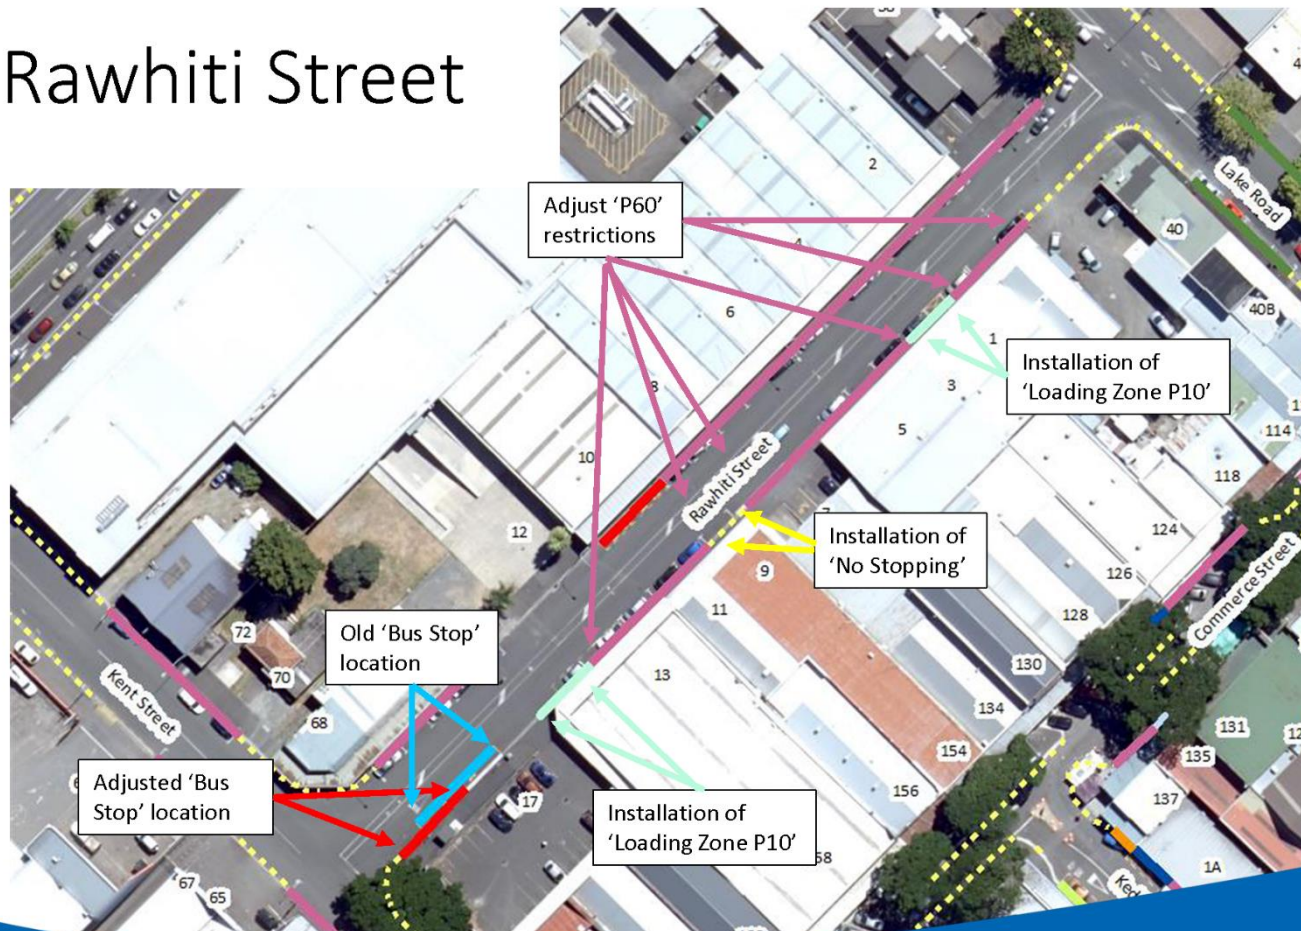 Rawhiti Street
2
Lake Road
40
Adjust ‘P60’
restrictions
4
40B
6
1
Installation of
‘Loading Zone P10’
3
8
5
114
10
118
Rawhiti Street
12
124
7
Installation of
‘No Stopping’
9
126
Commerce Street
11
128
Old ‘Bus Stop’
location
72
130
70
13
Kent Street
134
131
68
154
135
Adjusted ‘Bus
Stop’ location
17
156
137
Installation of
‘Loading Zone P10’
1A
67
65